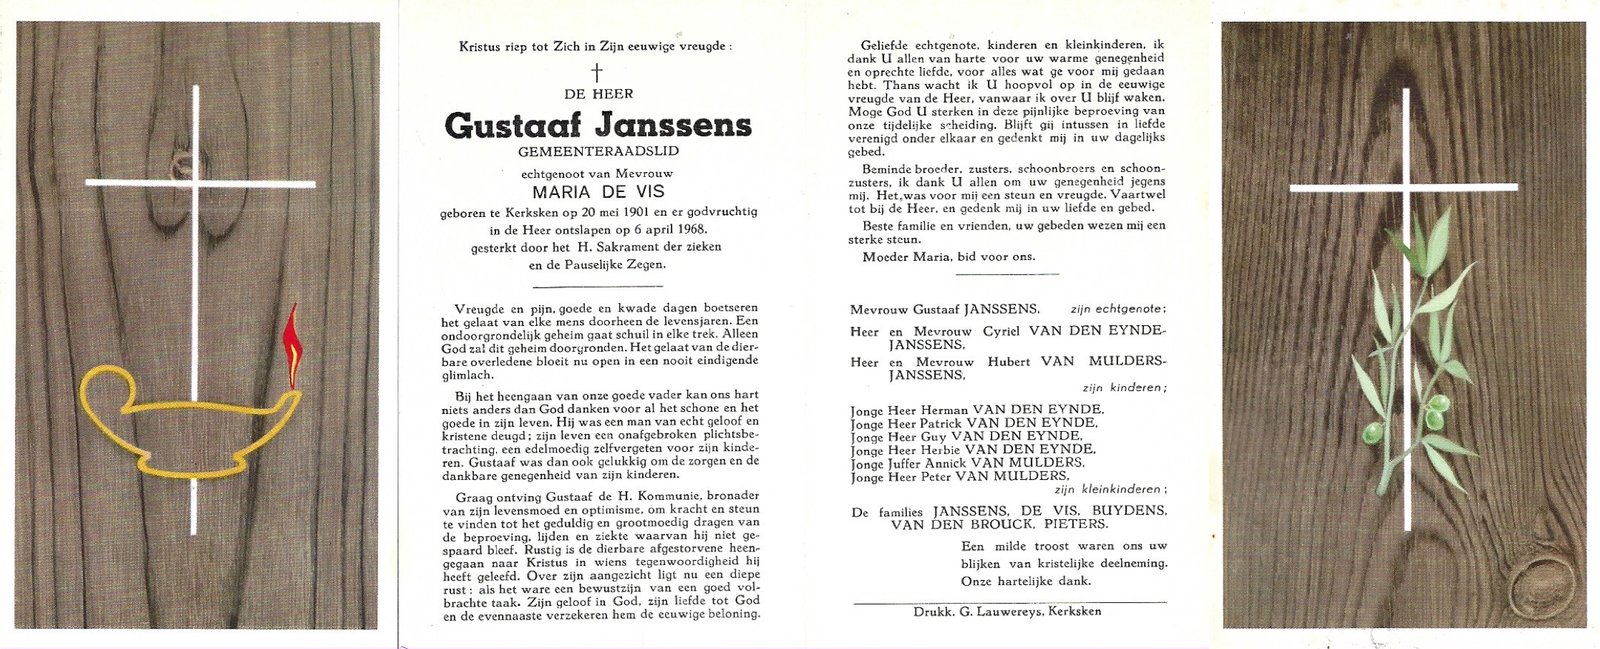 Kristus riep tot Zich in Zijn eeuwige vreugde :
DE HEER
Gustaaf Janssens
GEMEENTERAADSLID
echtgenoot van Mevrouw
MARIA DE VIS
geboren te Kerksken op 20 mei 1901 en er godvruchtig
in de Heer ontslapen op 6 april 1968.
gesterkt door het H. Sakrament der zieken
en de Pauselijke Zegen.
Vreugde en pijn, goede en kwade dagen boetseren
het gelaat van elke mens doorheen de levensjaren. Een
ondoorgrondelijk geheim gaat schuil in elke trek. Alleen
God zal dit geheim doorgronden. Het gelaat van de dier-
bare overledene bloeit nu open in een nooit eindigende
glimlach.
Bij het heengaan van onze goede vader kan ons hart
niets anders dan God danken voor al het schone en het
goede in zijn leven. Hij was een man van echt geloof en
kristene deugd ; zijn leven een onafgebroken plichtsbe-
trachting, een edelmoedig zelfvergeten voor zijn kinde-
ren. Gustaaf was dan ook gelukkig om de zorgen en de
dankbare genegenheid van zijn kinderen.
Graag ontving Gustaaf de H. Kommunie, bronader
van zijn levensmoed en optimisme, om kracht en steun
te vinden tot het geduldig en grootmoedig dragen van
de beproeving, lijden en ziekte waarvan hij niet ge-
spaard bleef. Rustig is de dierbare afgestorvene heen-
gegaan naar Kristus in wiens tegenwoordigheid hij
heeft geleefd. Over zijn aangezicht ligt nu een diepe
rust : als het ware een bewustzijn van een goed vol-
brachte taak. Zijn geloof in God, zijn liefde tot God
en de evennaaste verzekeren hem de eeuwige beloning.
Geliefde echtgenote, kinderen en kleinkinderen, ik
dank U allen van harte voor uw warme genegenheid
en oprechte liefde, voor alles wat ge voor mij gedaan
hebt. Thans wacht ik U hoopvol op in de eeuwige
vreugde van de Heer, vanwaar ik over U blijf waken.
Moge God U sterken in deze pijnlijke beproeving van
onze tijdelijke scheiding. Blijft gij intussen in liefde
verenigd onder elkaar en gedenkt mij in uw dagelijks
gebed.
Beminde broeder, zusters, schoonbroers en schoon-
zusters, ik dank U allen om uw genegenheid jegens
mij. Het was voor mij een steun en vreugde. Vaartwel
tot bij de Heer, en gedenk mij in uw liefde en gebed.
Beste familie en vrienden, uw gebeden wezen mij een
sterke steun.
Moeder Maria, bid voor ons.
Mevrouw Gustaaf JANSSENS, zijn echtgenote ;
Heer en Mevrouw Cyriel VAN DEN EYNDE-
JANSSENS,
Heer en Mevrouw Hubert VAN MULDERS-
JANSSENS,
zijn kinderen ;
Jonge Heer Herman VAN DEN EYNDE,
Jonge Heer Patrick VAN DEN EYNDE,
Jonge Heer Guy VAN DEN EYNDE,
Jonge Heer Herbie VAN DEN EYNDE,
Jonge Juffer Annick VAN MULDERS,
Jonge Heer Peter VAN MULDERS,
zijn kleinkinderen ;
De families JANSSENS, DE VIS, BUYDENS,
VAN DEN BROUCK, PIETERS.
Een milde troost waren ons uw
blijken van kristelijke deelneming.
Onze hartelijke dank.
Drukk. G. Lauwereys, Kerksken